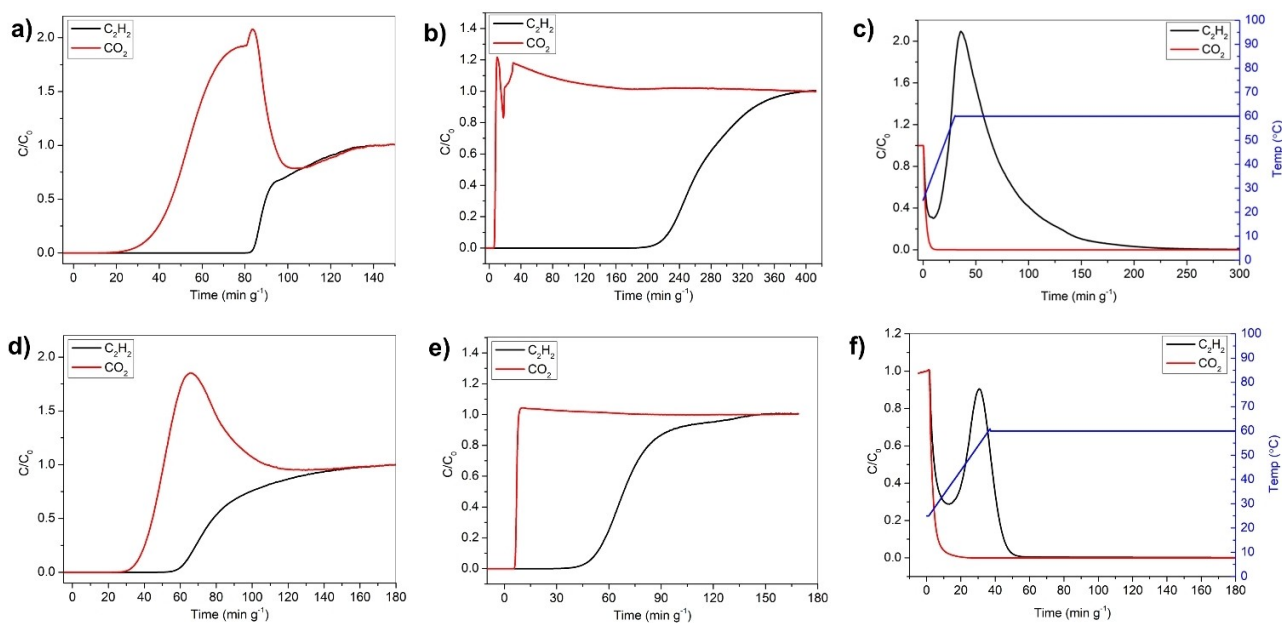 a)
C₂H₂
CO₂
2.0
1.5
1.0
0.5
0.0
C/C₀
0 20 40 60 80 100 120 140
Time (min g⁻¹)
b)
C₂H₂
CO₂
1.4
1.2
1.0
0.8
0.6
0.4
0.2
0.0
C/C₀
0 60 120 180 240 300 360 420
Time (min g⁻¹)
c)
C₂H₂
CO₂
2.0
1.6
1.2
0.8
0.4
0.0
C/C₀
100
90
80
70
60
50
40
30
20
10
0
Temp (°C)
0 50 100 150 200 250 300
Time (min g⁻¹)
d)
C₂H₂
CO₂
2.0
1.5
1.0
0.5
0.0
C/C₀
0 20 40 60 80 100 120 140 160 180
Time (min g⁻¹)
e)
C₂H₂
CO₂
1.4
1.2
1.0
0.8
0.6
0.4
0.2
0.0
C/C₀
0 30 60 90 120 150 180
Time (min g⁻¹)
f)
C₂H₂
CO₂
1.2
1.0
0.8
0.6
0.4
0.2
0.0
C/C₀
100
90
80
70
60
50
40
30
20
10
0
Temp (°C)
0 20 40 60 80 100 120 140 160 180
Time (min g⁻¹)